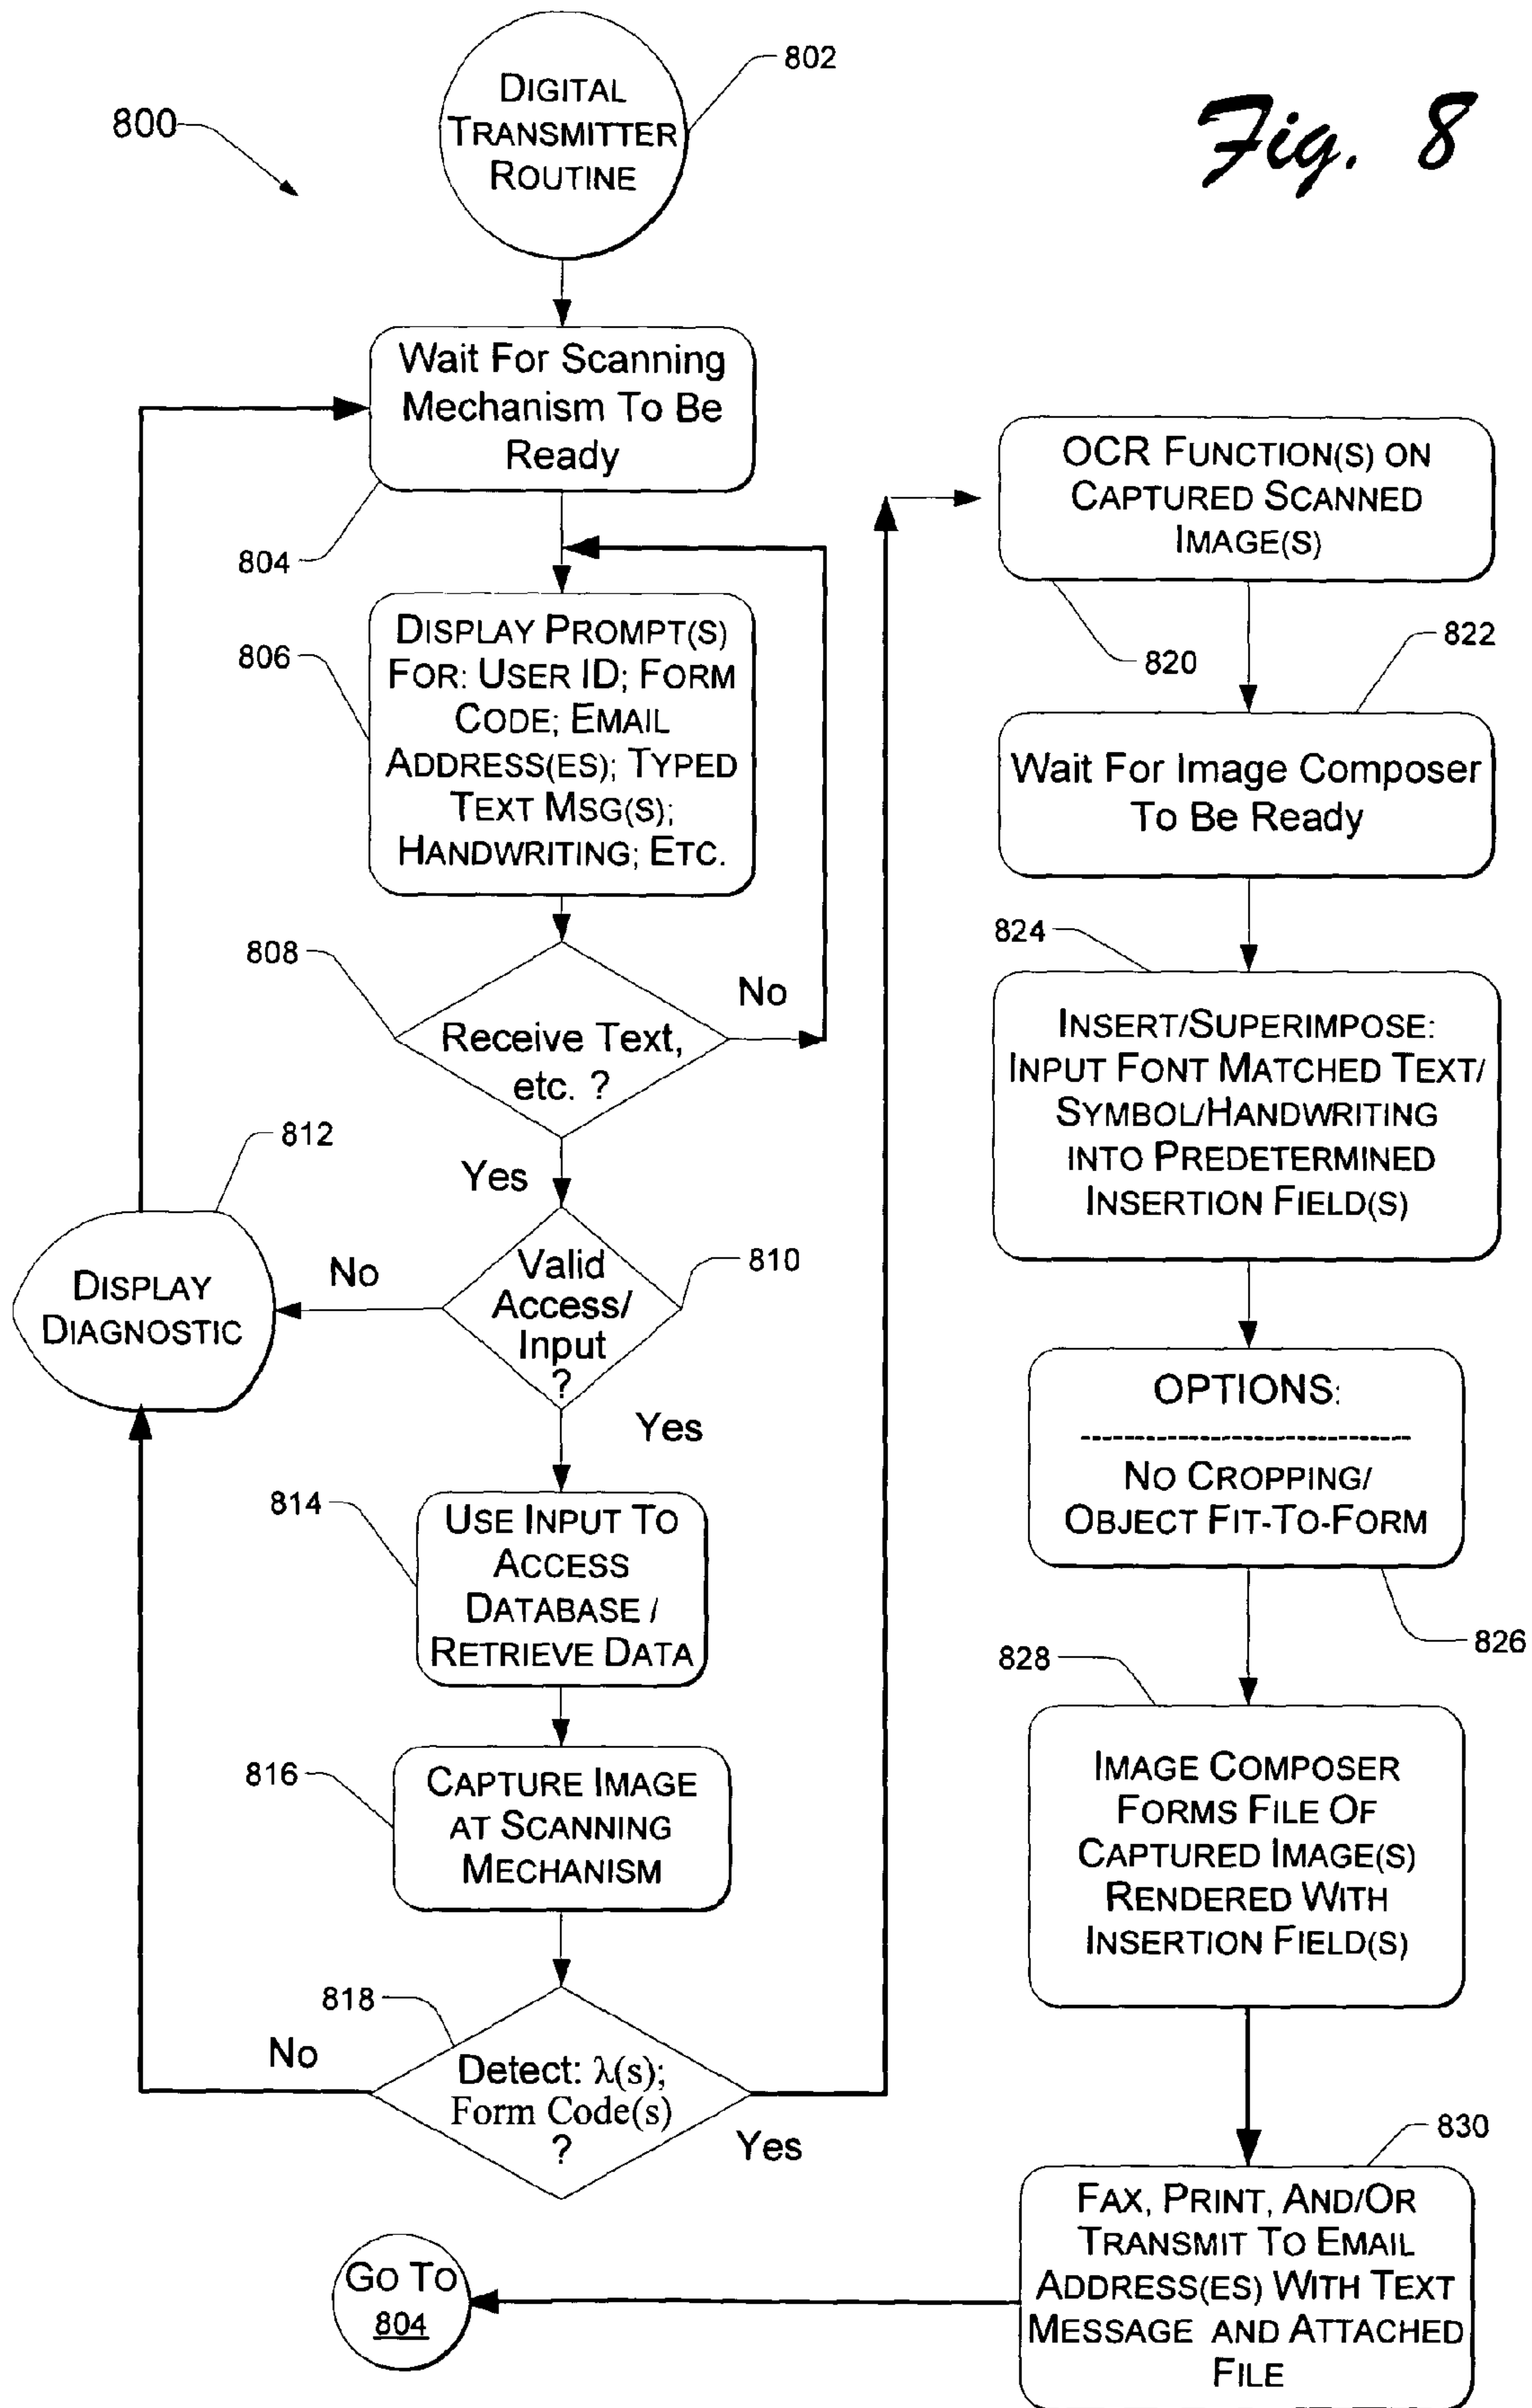 Fig. 8
800
802
DIGITAL
TRANSMITTER
ROUTINE
Wait For Scanning
Mechanism To Be
Ready
804
806
DISPLAY PROMPT(S)
FOR: USER ID; FORM
CODE; EMAIL
ADDRESS(ES); TYPED
TEXT MSG(S);
HANDWRITING; ETC.
808
Receive Text,
etc. ?
No
Yes
810
Valid
Access/
Input
?
No
812
DISPLAY
DIAGNOSTIC
Yes
814
USE INPUT TO
ACCESS
DATABASE /
RETRIEVE DATA
816
CAPTURE IMAGE
AT SCANNING
MECHANISM
818
Detect: λ(s);
Form Code(s)
?
No
Yes
OCR FUNCTION(S) ON
CAPTURED SCANNED
IMAGE(S)
820
822
Wait For Image Composer
To Be Ready
824
INSERT/SUPERIMPOSE:
INPUT FONT MATCHED TEXT/
SYMBOL/HANDWRITING
INTO PREDETERMINED
INSERTION FIELD(S)
OPTIONS:
NO CROPPING/
OBJECT FIT-TO-FORM
826
828
IMAGE COMPOSER
FORMS FILE OF
CAPTURED IMAGE(S)
RENDERED WITH
INSERTION FIELD(S)
830
FAX, PRINT, AND/OR
TRANSMIT TO EMAIL
ADDRESS(ES) WITH TEXT
MESSAGE AND ATTACHED
FILE
GO TO
804